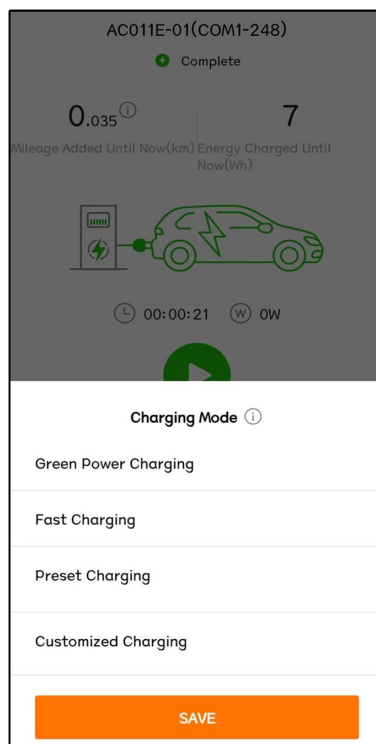 AC011E-01(COM1-248)
Complete
0.035
7
Mileage Added Until Now(km)
Energy Charged Until
Now(Wh)
00:00:21
W 0W
Charging Mode
Green Power Charging
Fast Charging
Preset Charging
Customized Charging
SAVE